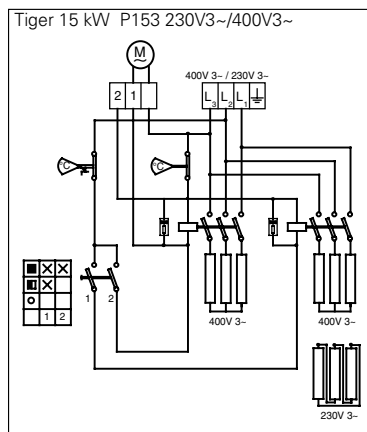 Tiger 15 kW P153 230V3~/400V3~
M
~
400V 3~ / 230V 3~
2 1
L3 L2 L1
°C
°C
1 2
400V 3~
400V 3~
1 2
230V 3~